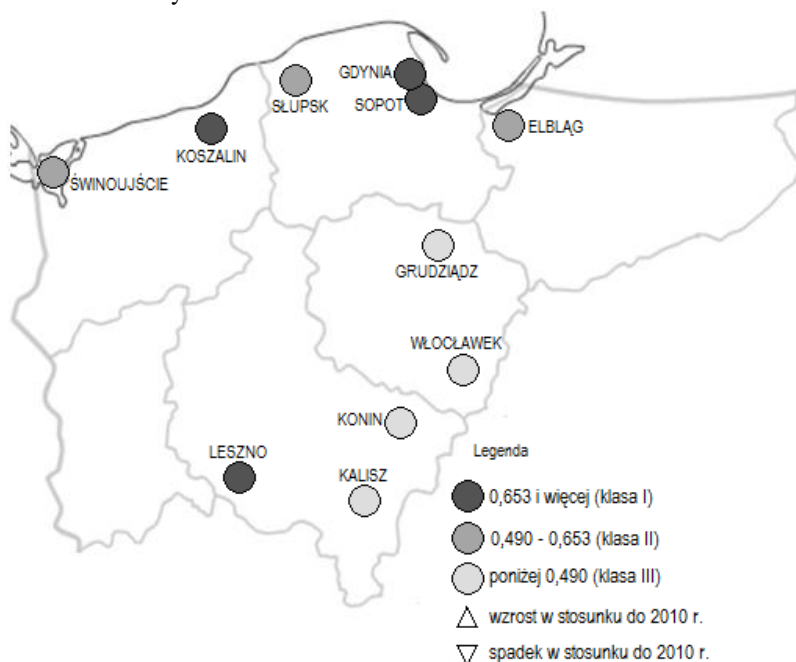 GDYNIA
SŁUPSK
SOPOT
ELBLĄG
KOSZALIN
ŚWINOUJŚCIE
GRUDZIĄDZ
WŁOCŁAWEK
KONIN
LESZNO
KALISZ
Legenda
0,653 i więcej (klasa I)
0,490 - 0,653 (klasa II)
poniżej 0,490 (klasa III)
wzrost w stosunku do 2010 r.
spadek w stosunku do 2010 r.